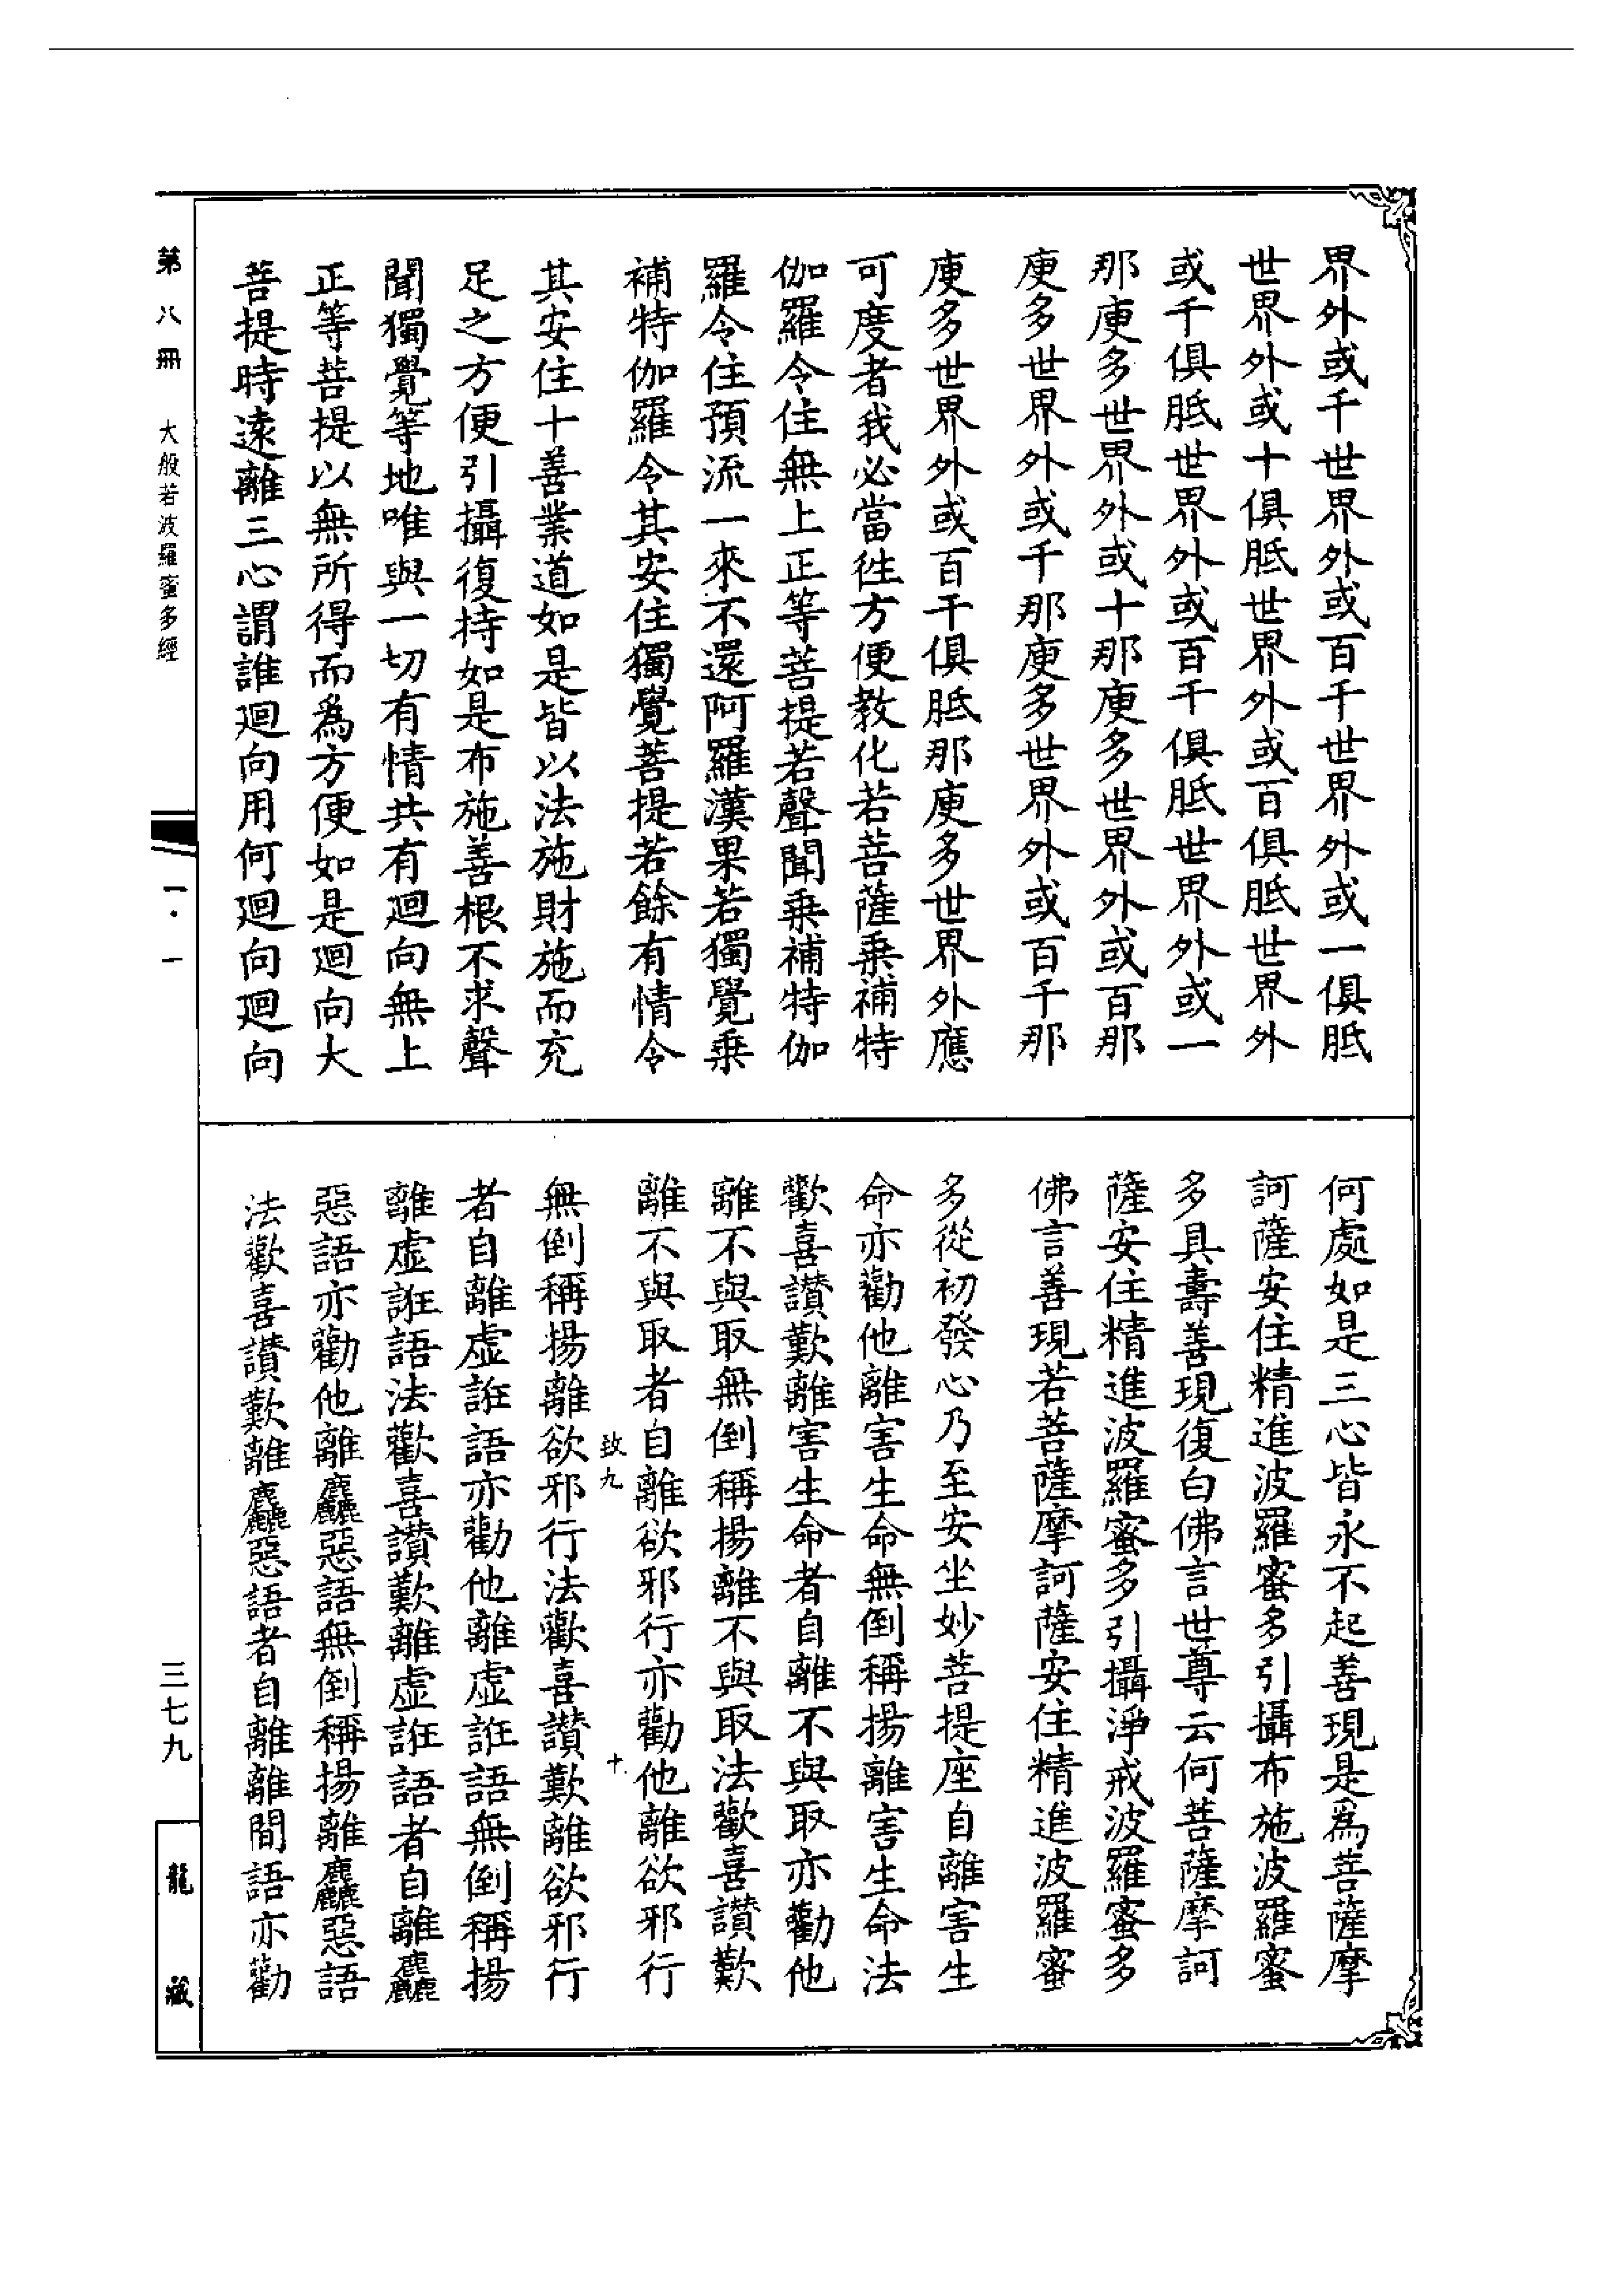 界外或千世界外或百千世界外或一俱胝
世界外或十俱胝世界外或百俱胝世界外
或千俱胝世界外或百千俱胝世界外或一
那庾多世界外或十那庾多世界外或百那
庾多世界外或千那庾多世界外或百千那
庾多世界外或百千俱胝那庾多世界外應
可度者我必當徃方便教化若菩薩乗補特
伽羅令住無上正等菩提若聲聞乗補特伽
羅令住預流一來不還阿羅漢果若獨覺乗
補特伽羅令其安住獨覺菩提若餘有情令
其安住十善業道如是皆以法施財施而充
足之方便引攝復持如是布施善根不求聲
聞獨覺等地唯與一切有情共有迴向無上
正等菩提以無所得而為方便如是迴向大
菩提時遠離三心謂誰迴向用何迴向迴向
何處如是三心皆永不起善現是為菩薩摩
訶薩安住精進波羅蜜多引攝布施波羅蜜
多具壽善現復白佛言世尊云何菩薩摩訶
薩安住精進波羅蜜多引攝淨戒波羅蜜多
佛言善現若菩薩摩訶薩安住精進波羅蜜
多從初發心乃至安坐妙菩提座自離害生
命亦勸他離害生命無倒稱揚離害生命法
歡喜讃歎離害生命者自離不與取亦勸他
離不與取無倒稱揚離不與取法歡喜讃歎
離不與取者自離欲邪行亦勸他離欲邪行
致九
十
無倒稱揚離欲邪行法歡喜讃歎離欲邪行
者自離虛誑語亦勸他離虛誑語無倒稱揚
離虛誑語法歡喜讃歎離虛誑語者自離麤
惡語亦勸他離麤惡語無倒稱揚離麤惡語
法歡喜讃歎離麤惡語者自離離間語亦勸
第八冊
大般若波羅蜜多經
一·一
三七九
龍藏